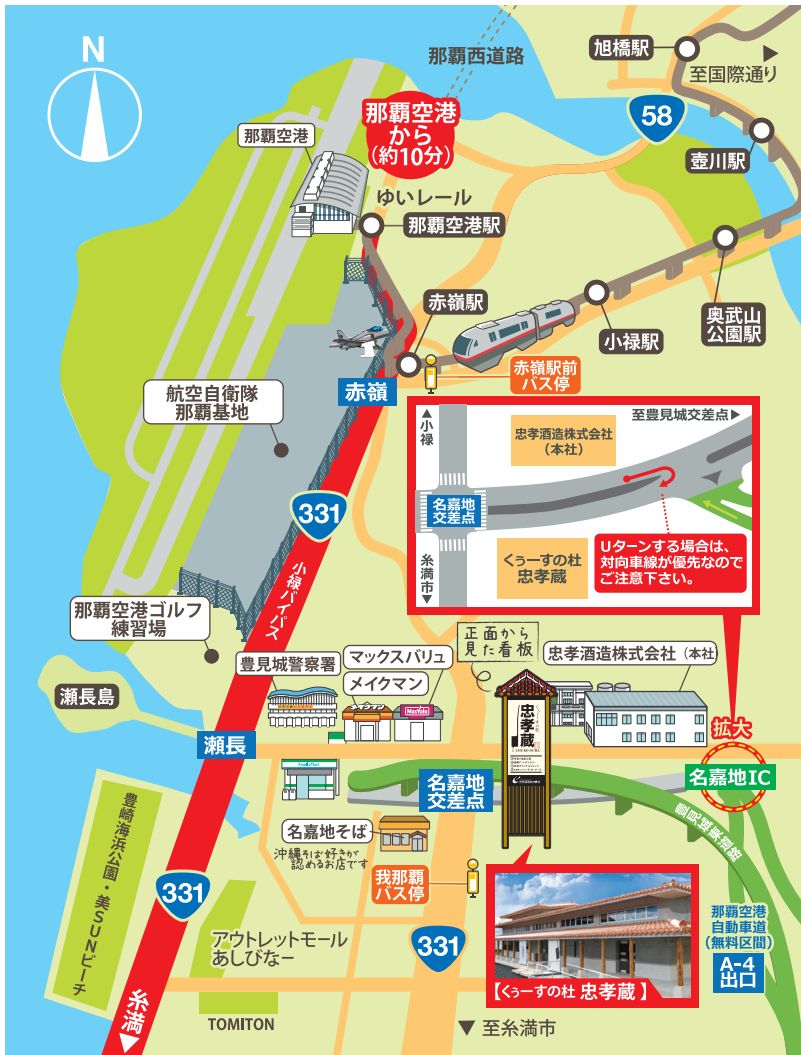 N
那覇西道路
旭橋駅
至国際通り
58
那覇空港
から
(約10分)
那覇空港
壺川駅
ゆいレール
那覇空港駅
奥武山
公園駅
小禄駅
赤嶺駅
赤嶺駅前
バス停
赤嶺
航空自衛隊
那覇基地
331
小禄バイパス
▲小禄
至豊見城交差点▶
忠孝酒造株式会社
(本社)
名嘉地
交差点
糸満市▼
くぅーすの杜
忠孝蔵
Uターンする場合は、
対向車線が優先なので
ご注意下さい。
那覇空港ゴルフ
練習場
瀬長島
豊見城警察署
マックスバリュ
メイクマン
メイクマン
MaxValu
正面から
見た看板
忠孝酒造株式会社(本社)
くぅーすの杜
忠孝蔵
拡大
名嘉地IC
瀬長
FamilyMart
名嘉地
交差点
豊見城東道路
名嘉地そば
沖縄そば好きが
認めるお店です
我那覇
バス停
豊崎海浜公園・美SUNビーチ
331
アウトレットモール
あしびなー
331
那覇空港
自動車道
(無料区間)
A-4
出口
【くぅーすの杜 忠孝蔵】
糸満
TOMITON
▼ 至糸満市